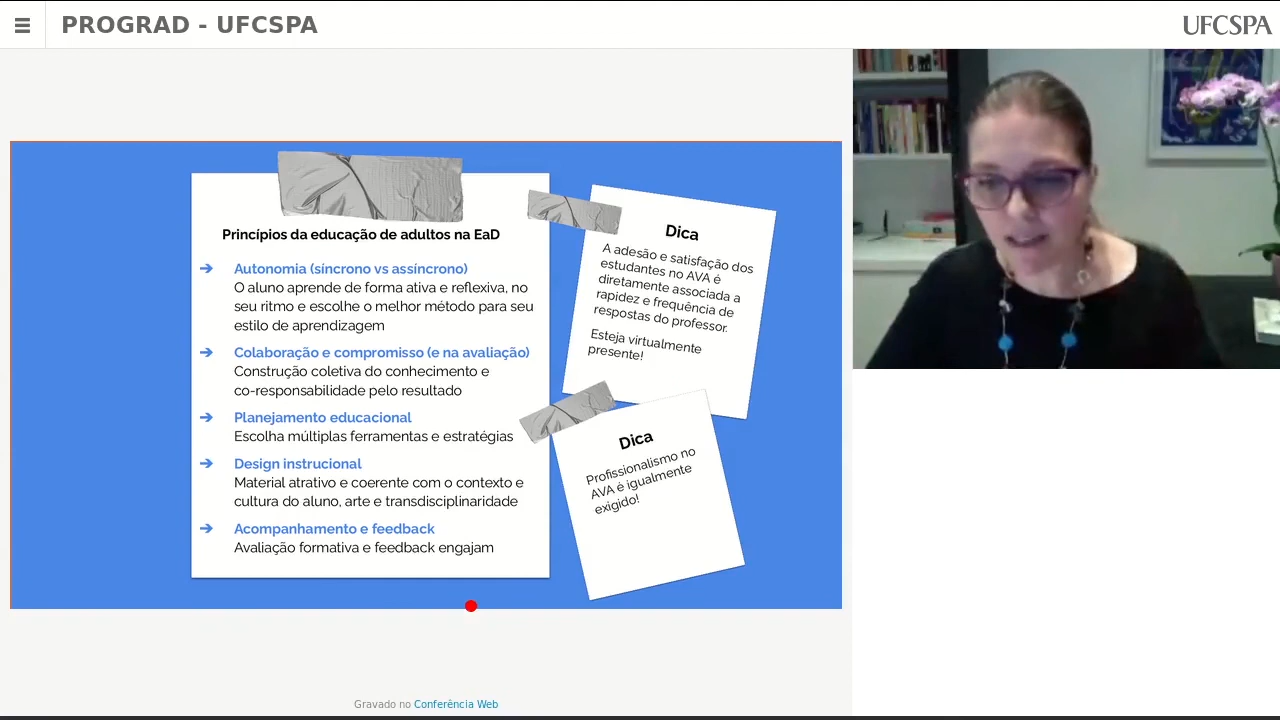 PROGRAD - UFCSPA
UFCSPA
Princípios da educação de adultos na EaD
➔ Autonomia (síncrono vs assíncrono)
O aluno aprende de forma ativa e reflexiva, no
seu ritmo e escolhe o melhor método para seu
estilo de aprendizagem
➔ Colaboração e compromisso (e na avaliação)
Construção coletiva do conhecimento e
co-responsabilidade pelo resultado
➔ Planejamento educacional
Escolha múltiplas ferramentas e estratégias
➔ Design instrucional
Material atrativo e coerente com o contexto e
cultura do aluno, arte e transdisciplinaridade
➔ Acompanhamento e feedback
Avaliação formativa e feedback engajam
Dica
A adesão e satisfação dos
estudantes no AVA é
diretamente associada a
rapidez e frequência de
respostas do professor.
Esteja virtualmente
presente!
Dica
Profissionalismo no
AVA é igualmente
exigido!
Gravado no Conferência Web